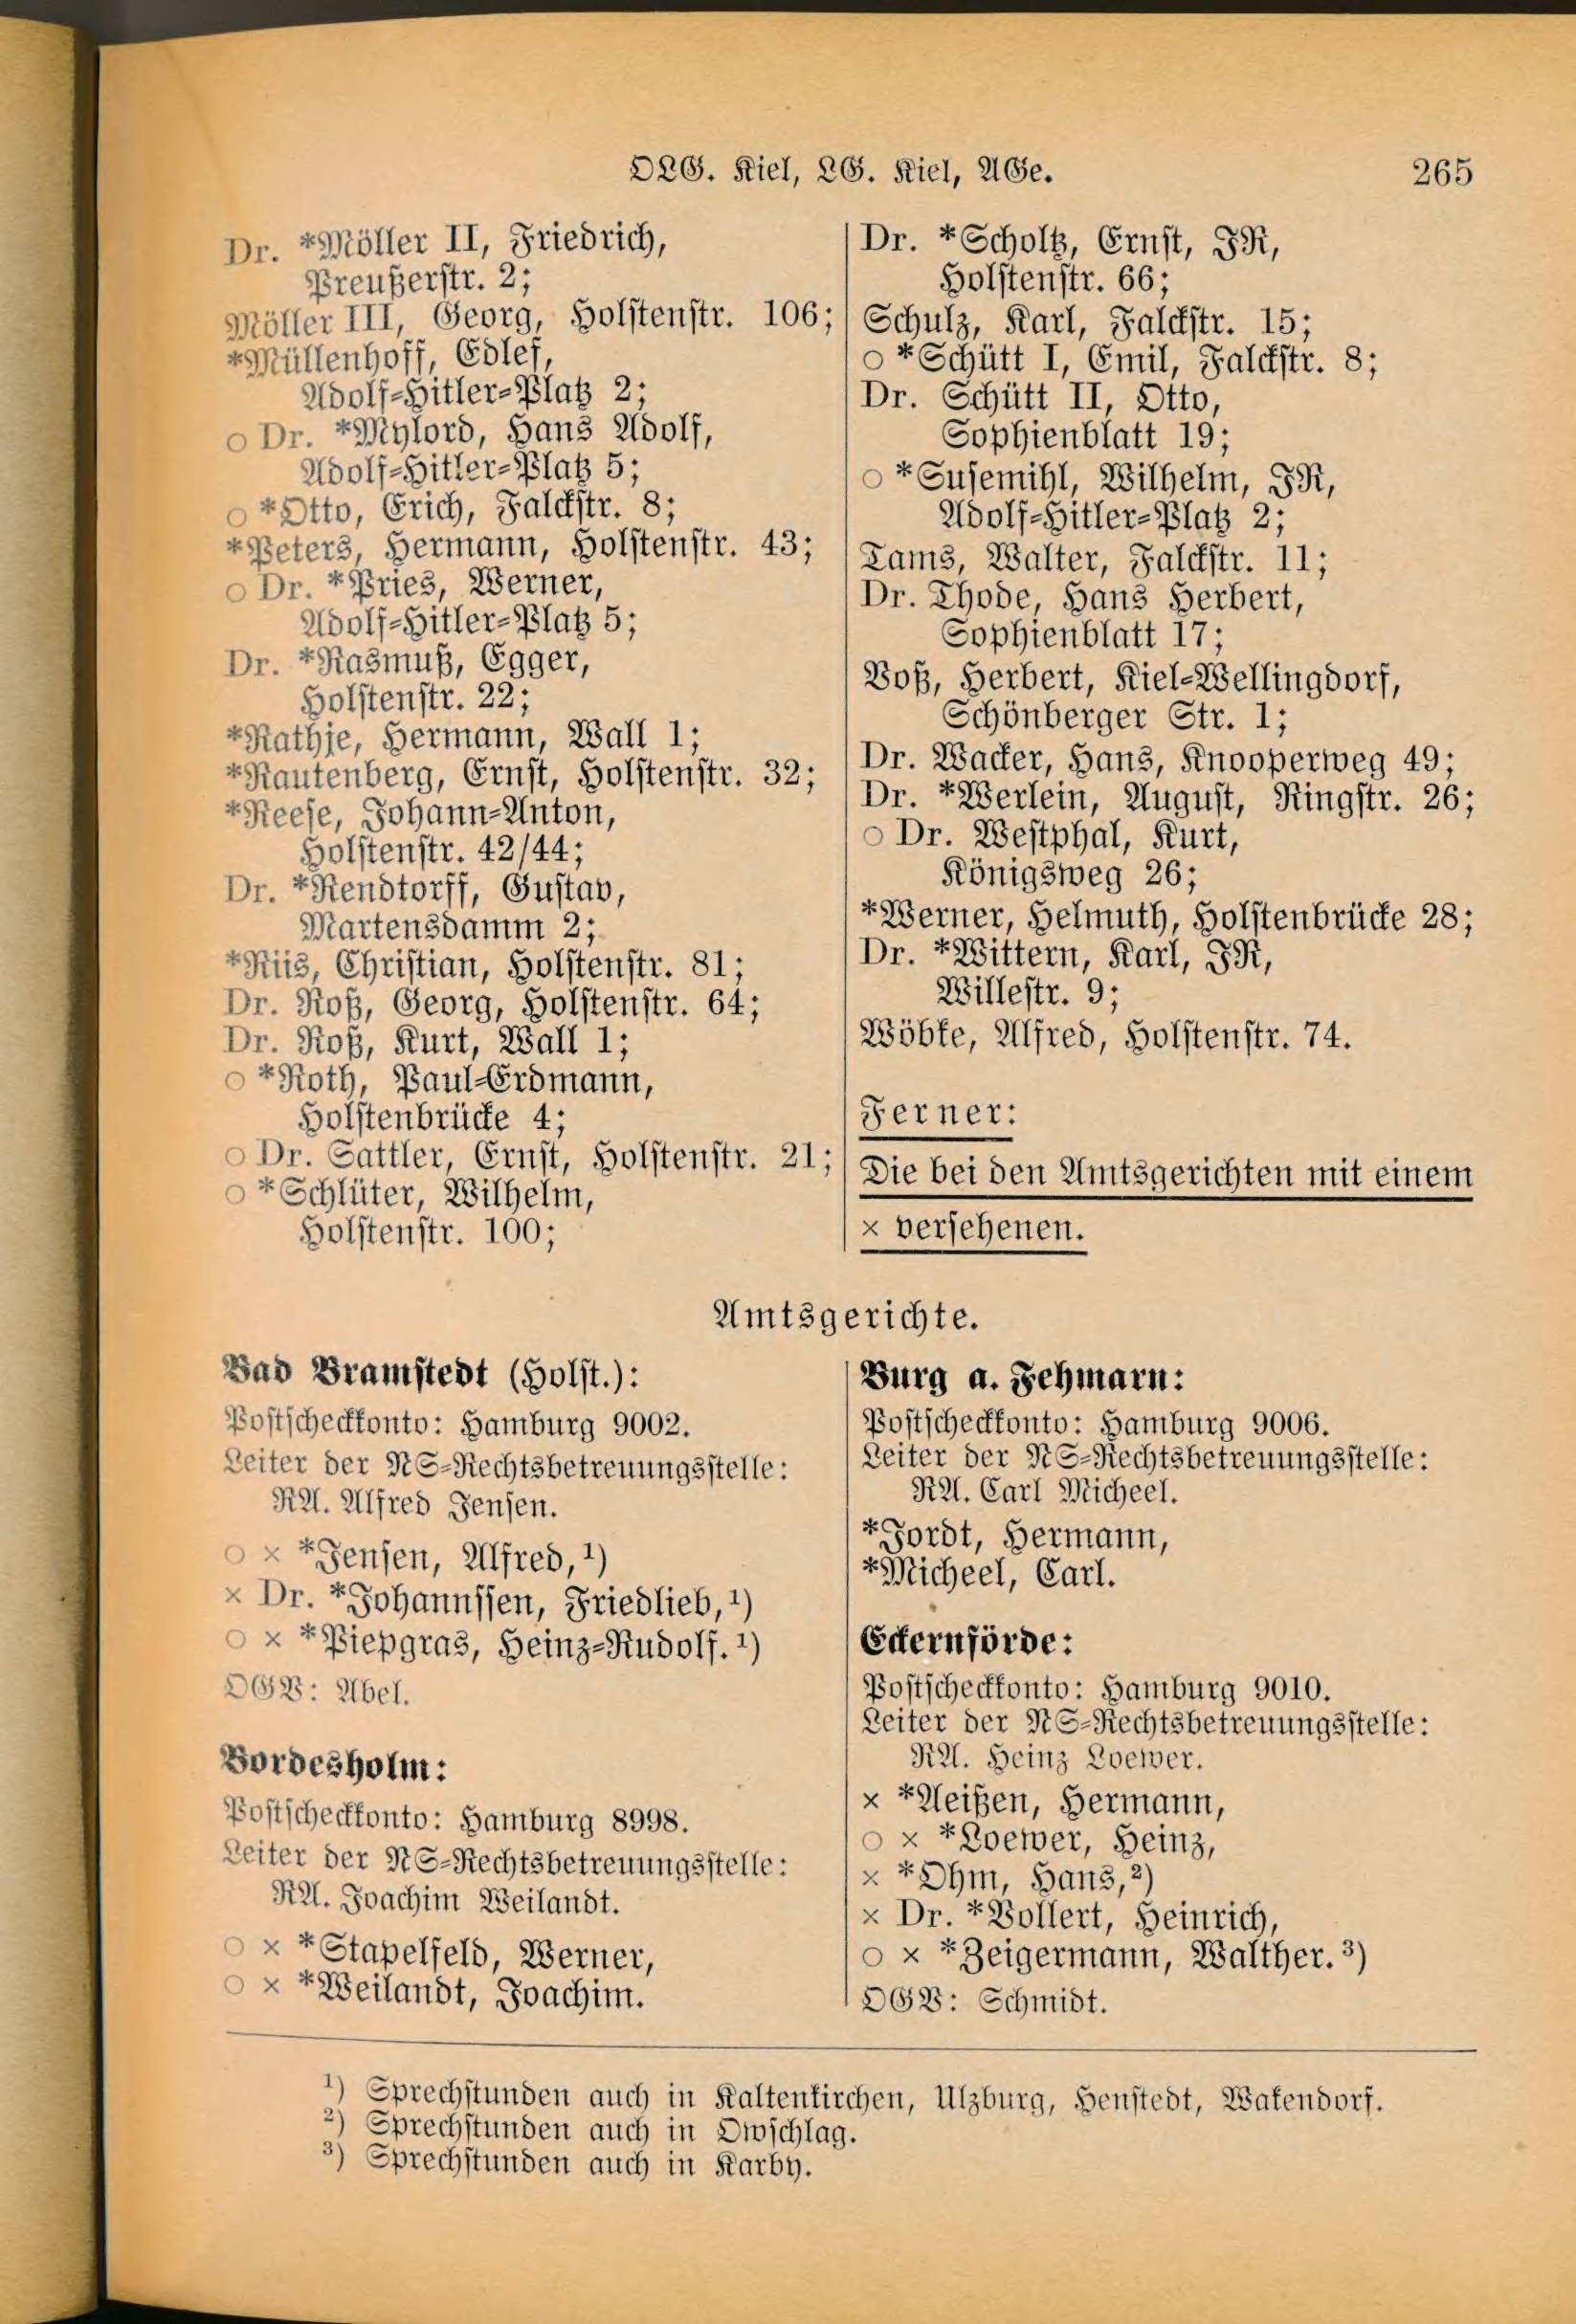 OLG. Kiel, LG. Kiel, AGe.
265
Dr. *Möller II, Friedrich,
Preußerstr. 2;
Möller III, Georg, Holstenstr. 106;
*Müllenhoff, Edlef,
Adolf-Hitler-Platz 2;
○ Dr. *Mylord, Hans Adolf,
Adolf-Hitler-Platz 5;
○ *Otto, Erich, Falckstr. 8;
*Peters, Hermann, Holstenstr. 43;
○ Dr. *Pries, Werner,
Adolf-Hitler-Platz 5;
Dr. *Rasmuß, Egger,
Holstenstr. 22;
*Rathje, Hermann, Wall 1;
*Rautenberg, Ernst, Holstenstr. 32;
*Reese, Johann-Anton,
Holstenstr. 42/44;
Dr. *Rendtorff, Gustav,
Martensdamm 2;
*Riis, Christian, Holstenstr. 81;
Dr. Roß, Georg, Holstenstr. 64;
Dr. Roß, Kurt, Wall 1;
○ *Roth, Paul-Erdmann,
Holstenbrücke 4;
○ Dr. Sattler, Ernst, Holstenstr. 21;
○ *Schlüter, Wilhelm,
Holstenstr. 100;
Dr. *Scholtz, Ernst, JR,
Holstenstr. 66;
Schulz, Karl, Falckstr. 15;
○ *Schütt I, Emil, Falckstr. 8;
Dr. Schütt II, Otto,
Sophienblatt 19;
○ *Susemihl, Wilhelm, JR,
Adolf-Hitler-Platz 2;
Tams, Walter, Falckstr. 11;
Dr. Thode, Hans Herbert,
Sophienblatt 17;
Voß, Herbert, Kiel-Wellingdorf,
Schönberger Str. 1;
Dr. Wacker, Hans, Knooperweg 49;
Dr. *Werlein, August, Ringstr. 26;
○ Dr. Westphal, Kurt,
Königsweg 26;
*Werner, Helmuth, Holstenbrücke 28;
Dr. *Wittern, Karl, JR,
Willestr. 9;
Wöbke, Alfred, Holstenstr. 74.
Ferner:
Die bei den Amtsgerichten mit einem
× versehenen.
Amtsgerichte.
Bad Bramstedt (Holst.):
Postscheckkonto: Hamburg 9002.
Leiter der NS-Rechtsbetreuungsstelle:
RA. Alfred Jensen.
○ × *Jensen, Alfred,¹)
× Dr. *Johannssen, Friedlieb,¹)
○ × *Piepgras, Heinz-Rudolf.¹)
OGV: Abel.
Bordesholm:
Postscheckkonto: Hamburg 8998.
Leiter der NS-Rechtsbetreuungsstelle:
RA. Joachim Weilandt.
○ × *Stapelfeld, Werner,
○ × *Weilandt, Joachim.
Burg a. Fehmarn:
Postscheckkonto: Hamburg 9006.
Leiter der NS-Rechtsbetreuungsstelle:
RA. Carl Micheel.
*Jordt, Hermann,
*Micheel, Carl.
Eckernförde:
Postscheckkonto: Hamburg 9010.
Leiter der NS-Rechtsbetreuungsstelle:
RA. Heinz Loewer.
× *Aeißen, Hermann,
○ × *Loewer, Heinz,
× *Ohm, Hans,²)
× Dr. *Vollert, Heinrich,
○ × *Zeigermann, Walther.³)
OGV: Schmidt.
¹) Sprechstunden auch in Kaltenkirchen, Ulzburg, Henstedt, Wakendorf.
²) Sprechstunden auch in Owschlag.
³) Sprechstunden auch in Karby.